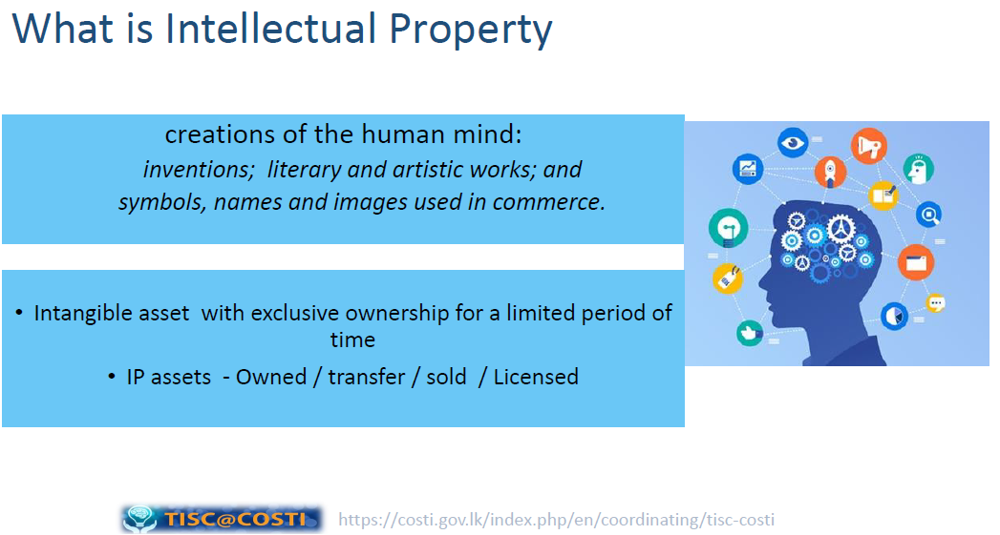 What is Intellectual Property
creations of the human mind:
inventions;  literary and artistic works; and
symbols, names and images used in commerce.
• Intangible asset  with exclusive ownership for a limited period of
time
• IP assets  - Owned / transfer / sold  / Licensed
TISC@COSTI
https://costi.gov.lk/index.php/en/coordinating/tisc-costi